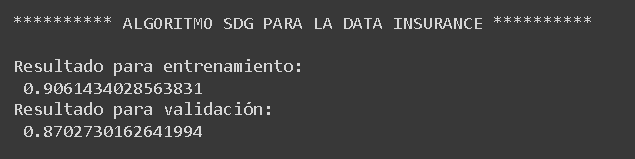 ********** ALGORITMO SDG PARA LA DATA INSURANCE **********
Resultado para entrenamiento:
0.9061434028563831
Resultado para validación:
0.8702730162641994